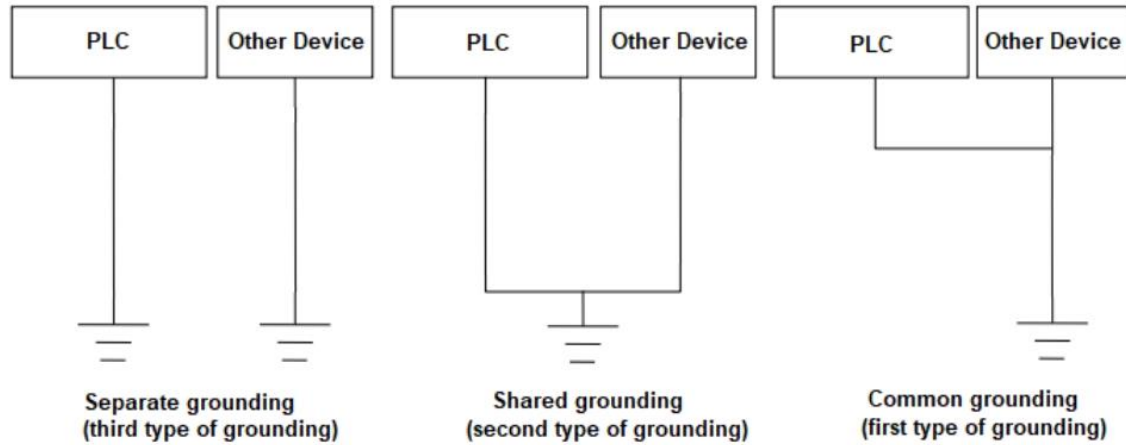 PLC
Other Device
PLC
Other Device
PLC
Other Device
Separate grounding
(third type of grounding)
Shared grounding
(second type of grounding)
Common grounding
(first type of grounding)